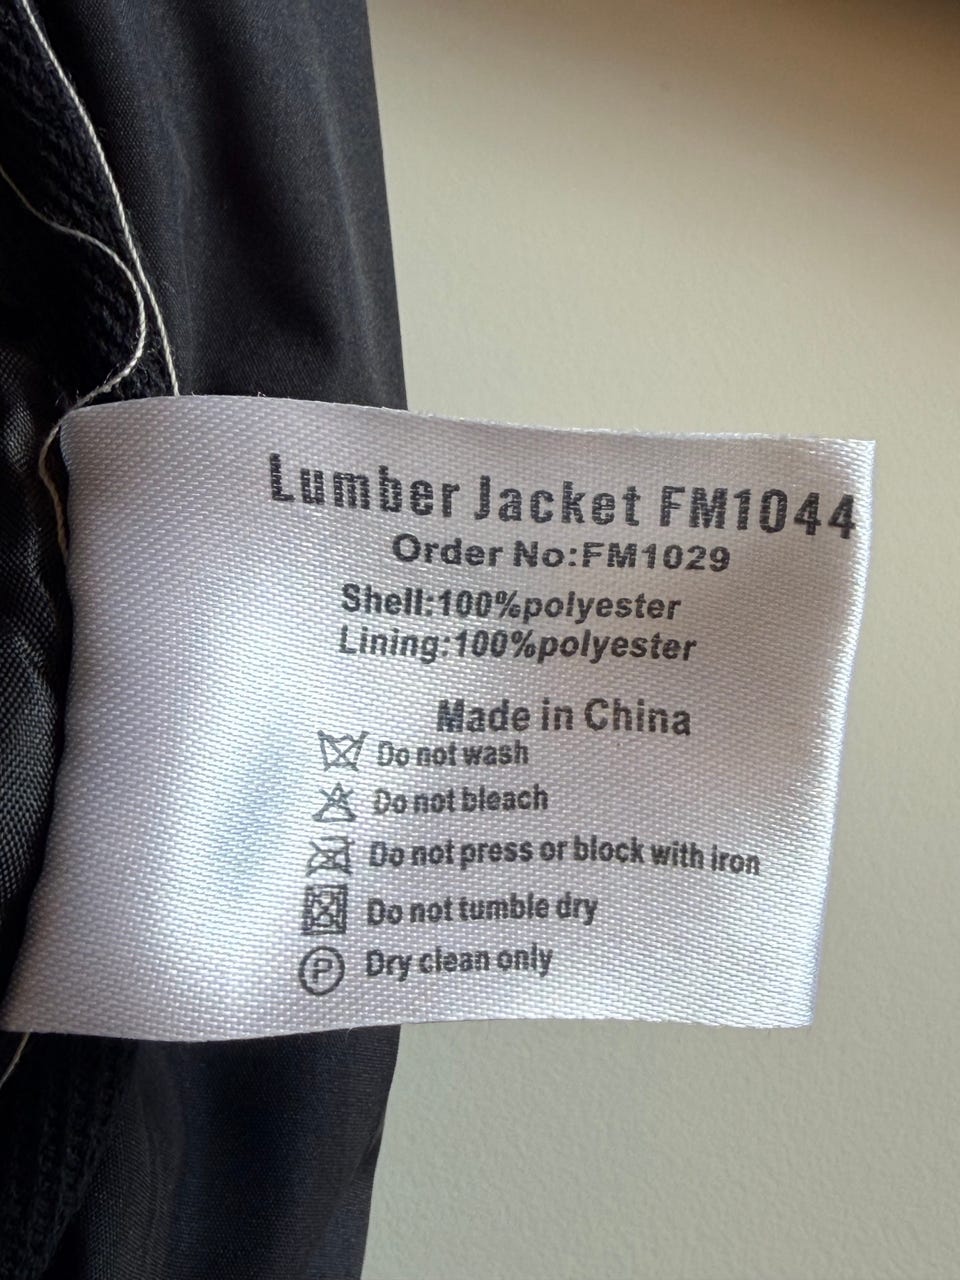 Lumber Jacket FM1044
Order No:FM1029
Shell:100%polyester
Lining:100%polyester
Made in China
Do not wash
Do not bleach
Do not press or block with iron
Do not tumble dry
P Dry clean only